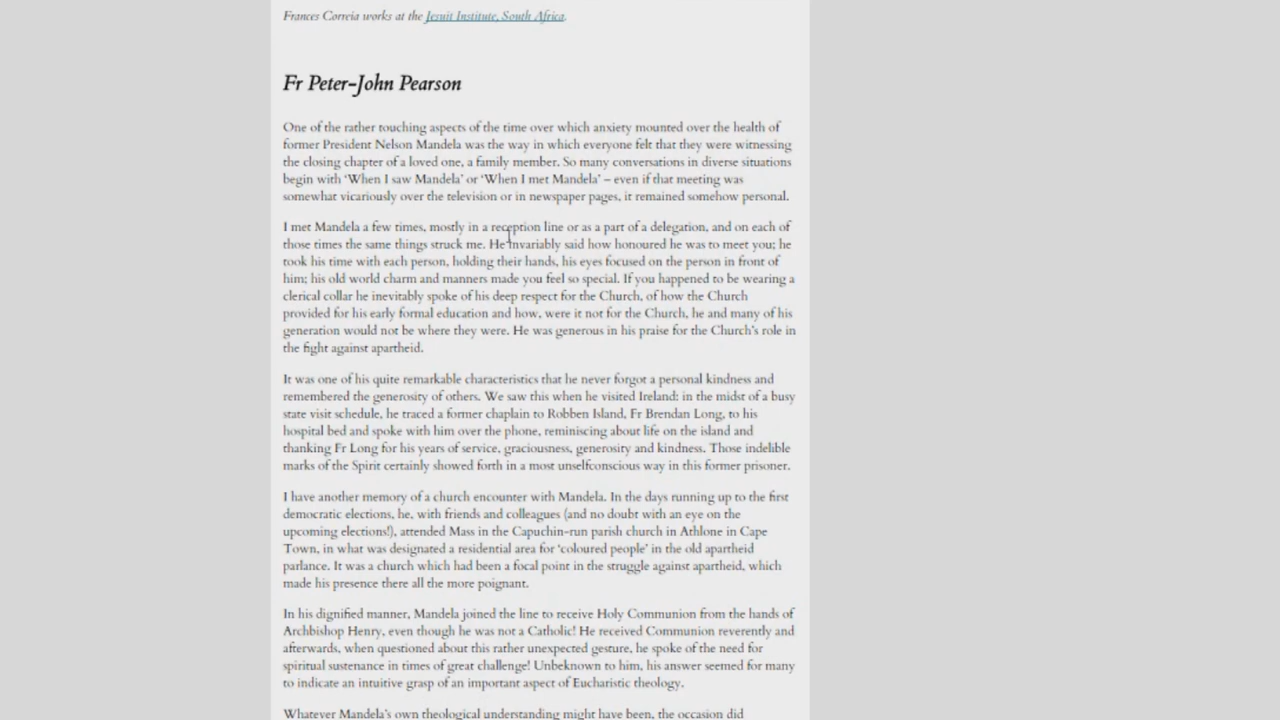 Frances Correia works at the Jesuit Institute, South Africa.
Fr Peter-John Pearson
One of the rather touching aspects of the time over which anxiety mounted over the health of
former President Nelson Mandela was the way in which everyone felt that they were witnessing
the closing chapter of a loved one, a family member. So many conversations in diverse situations
begin with ‘When I saw Mandela’ or ‘When I met Mandela’ – even if that meeting was
somewhat vicariously over the television or in newspaper pages, it remained somehow personal.
I met Mandela a few times, mostly in a reception line or as a part of a delegation, and on each of
those times the same things struck me. He invariably said how honoured he was to meet you; he
took his time with each person, holding their hands, his eyes focused on the person in front of
him; his old world charm and manners made you feel so special. If you happened to be wearing a
clerical collar he inevitably spoke of his deep respect for the Church, of how the Church
provided for his early formal education and how, were it not for the Church, he and many of his
generation would not be where they were. He was generous in his praise for the Church’s role in
the fight against apartheid.
It was one of his quite remarkable characteristics that he never forgot a personal kindness and
remembered the generosity of others. We saw this when he visited Ireland: in the midst of a busy
state visit schedule, he traced a former chaplain to Robben Island, Fr Brendan Long, to his
hospital bed and spoke with him over the phone, reminiscing about life on the island and
thanking Fr Long for his years of service, graciousness, generosity and kindness. Those indelible
marks of the Spirit certainly showed forth in a most unselfconscious way in this former prisoner.
I have another memory of a church encounter with Mandela. In the days running up to the first
democratic elections, he, with friends and colleagues (and no doubt with an eye on the
upcoming elections!), attended Mass in the Capuchin-run parish church in Athlone in Cape
Town, in what was designated a residential area for ‘coloured people’ in the old apartheid
parlance. It was a church which had been a focal point in the struggle against apartheid, which
made his presence there all the more poignant.
In his dignified manner, Mandela joined the line to receive Holy Communion from the hands of
Archbishop Henry, even though he was not a Catholic! He received Communion reverently and
afterwards, when questioned about this rather unexpected gesture, he spoke of the need for
spiritual sustenance in times of great challenge! Unbeknown to him, his answer seemed for many
to indicate an intuitive grasp of an important aspect of Eucharistic theology.
Whatever Mandela’s own theological understanding might have been, the occasion did